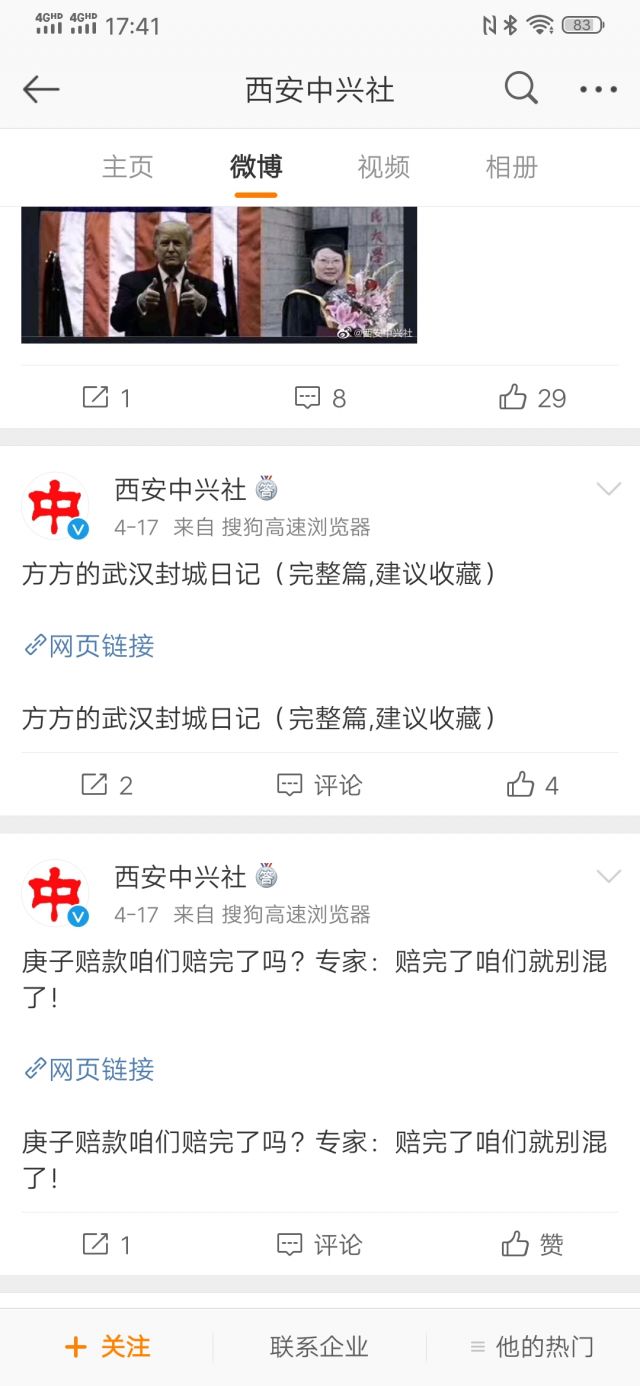 4GHD 4GHD 17:41 83
西安中兴社
主页 微博 视频 相册
民大学
@西安中兴社
1 8 29
中 西安中兴社
4-17 来自 搜狗高速浏览器
方方的武汉封城日记（完整篇,建议收藏）
网页链接
方方的武汉封城日记（完整篇,建议收藏）
2 评论 4
中 西安中兴社
4-17 来自 搜狗高速浏览器
庚子赔款咱们赔完了吗？专家：赔完了咱们就别混
了！
网页链接
庚子赔款咱们赔完了吗？专家：赔完了咱们就别混
了！
1 评论 赞
+ 关注 联系企业 他的热门